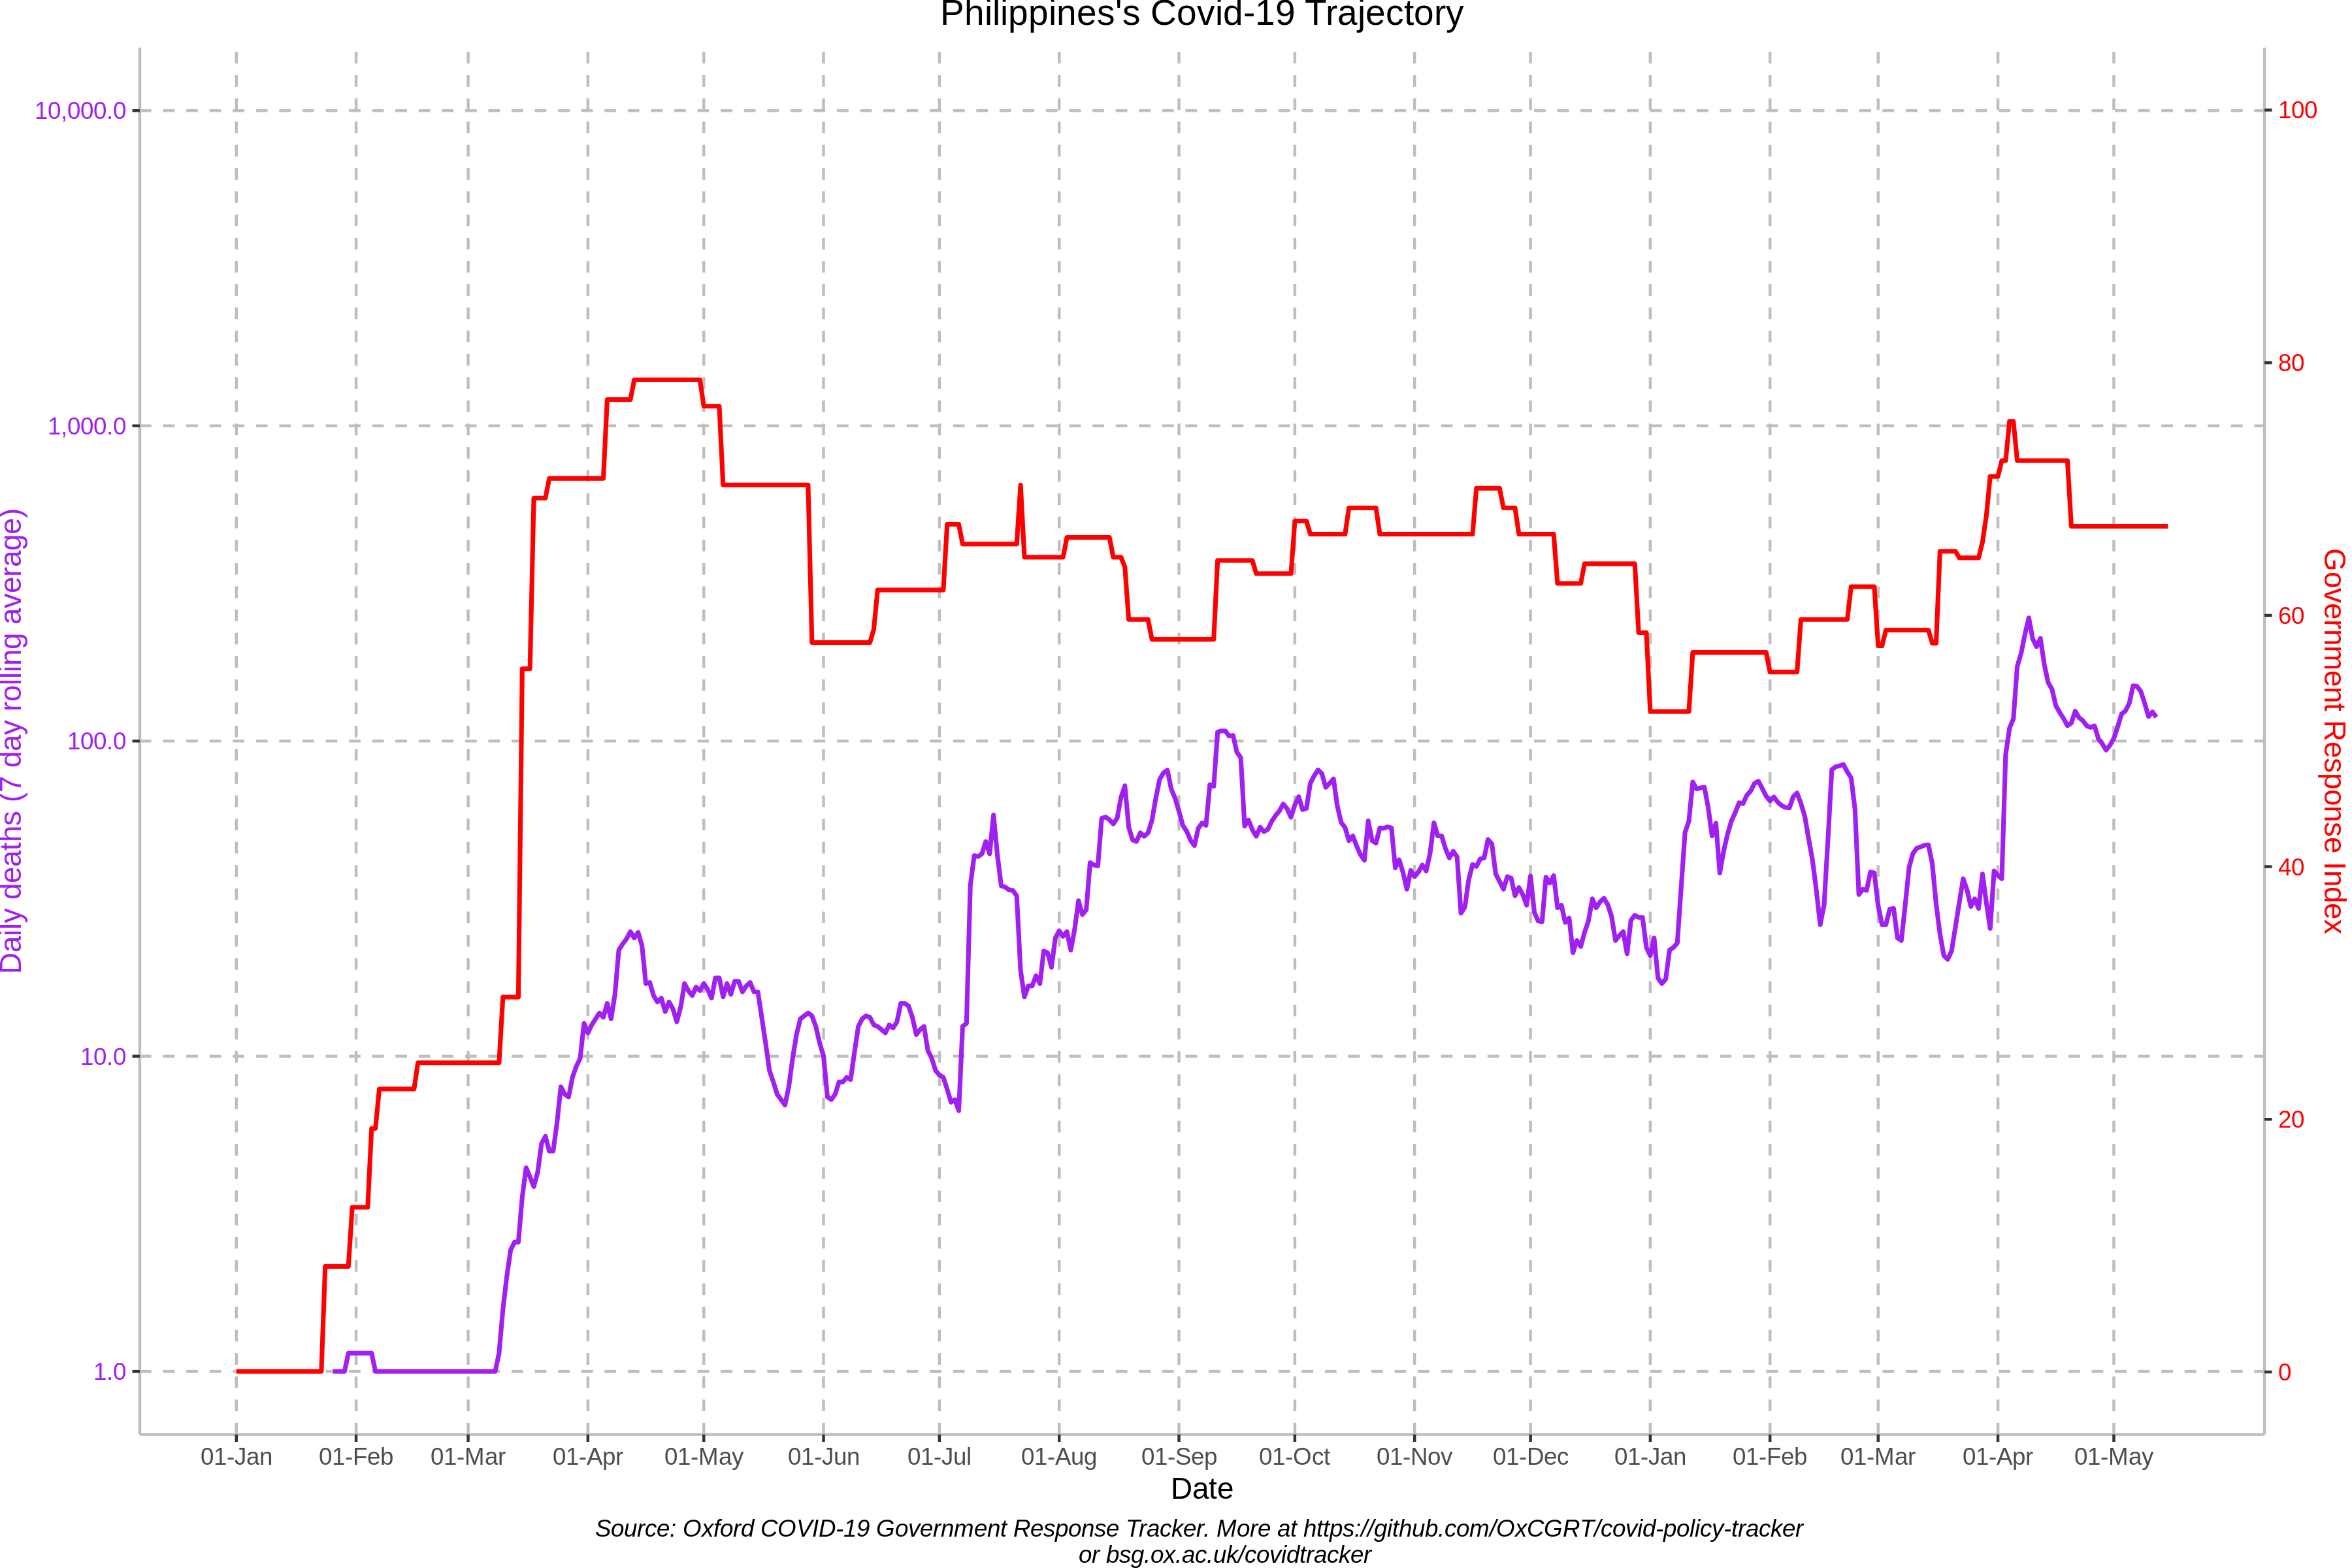 Philippines's Covid-19 Trajectory
10,000.0
1,000.0
100.0
10.0
1.0
Daily deaths (7 day rolling average)
100
80
60
40
20
0
Government Response Index
01-Jan 01-Feb 01-Mar 01-Apr 01-May 01-Jun 01-Jul 01-Aug 01-Sep 01-Oct 01-Nov 01-Dec 01-Jan 01-Feb 01-Mar 01-Apr 01-May
Date
Source: Oxford COVID-19 Government Response Tracker. More at https://github.com/OxCGRT/covid-policy-tracker
or bsg.ox.ac.uk/covidtracker